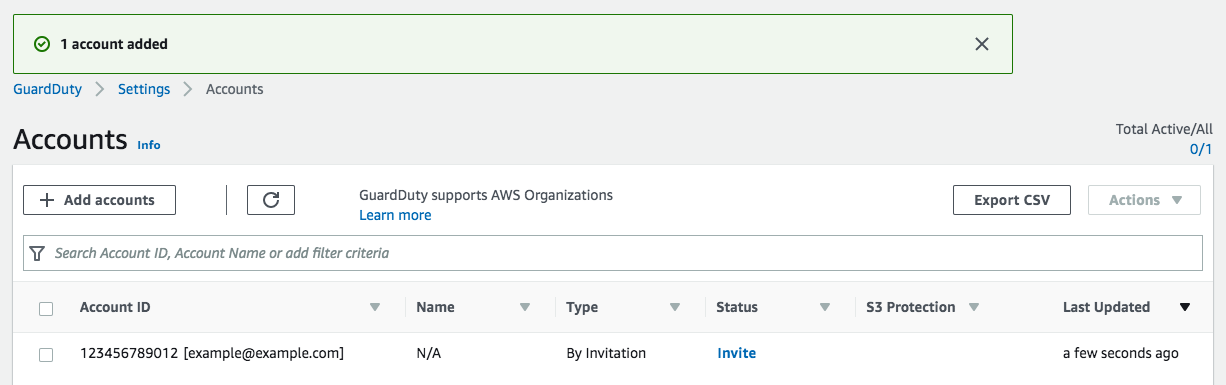 1 account added
GuardDuty Settings Accounts
Accounts Info
Total Active/All
0/1
Add accounts
GuardDuty supports AWS Organizations
Learn more
Export CSV
Actions
Search Account ID, Account Name or add filter criteria
Account ID Name Type Status S3 Protection Last Updated
123456789012 [example@example.com] N/A By Invitation Invite a few seconds ago